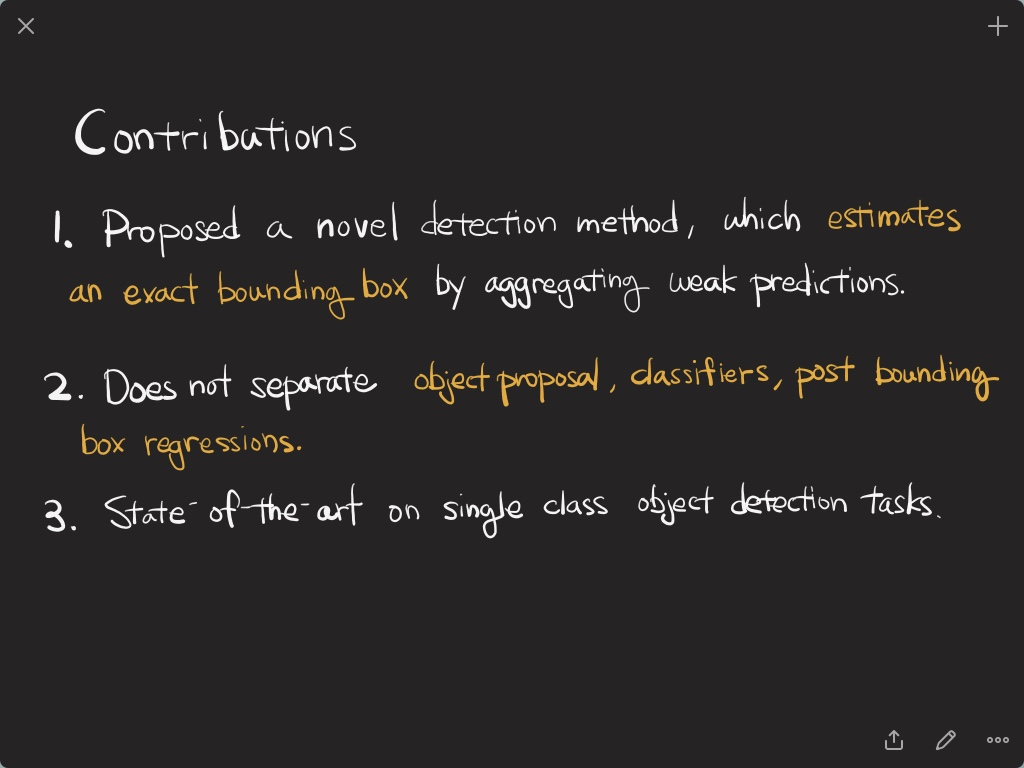 Contributions
1. Proposed a novel detection method, which estimates
an exact bounding box by aggregating weak predictions.
2. Does not separate object proposal, classifiers, post bounding
box regressions.
3. State-of-the-art on single class object detection tasks.